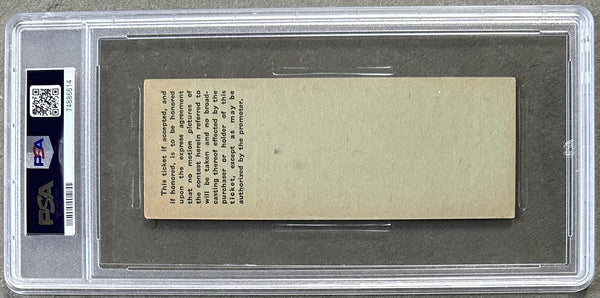 This ticket if accepted, and
if honored, is to be honored
upon the express agreement
that no motion pictures of
the contest herein referred to
will be taken and no broad-
casting thereof effected by the
purchaser or holder of this
ticket, except as may be
authorized by the promoter.
74886614
PSA
PSA